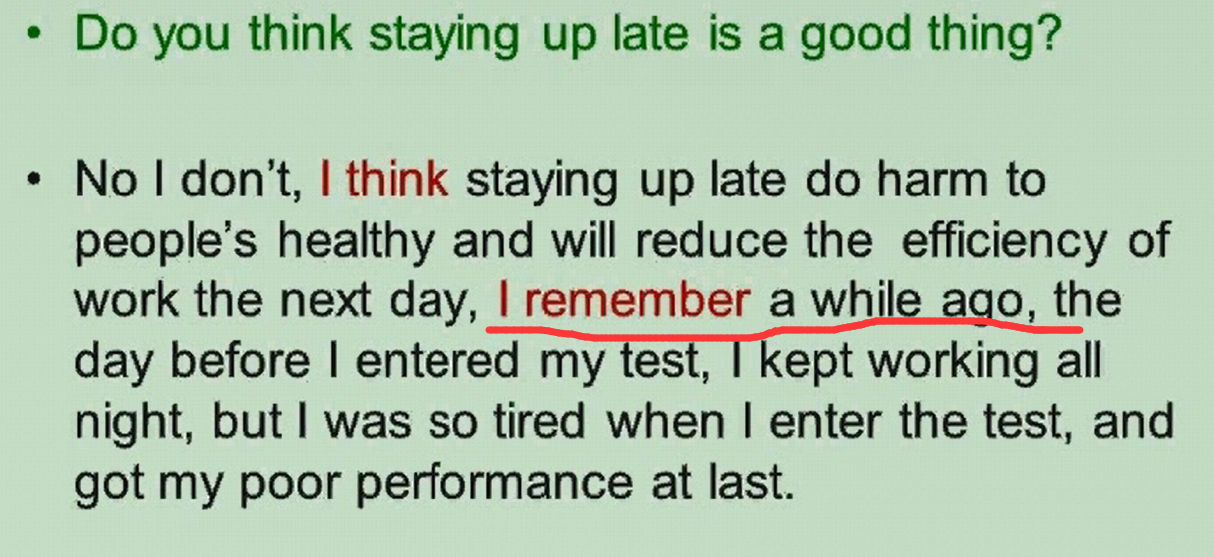 • Do you think staying up late is a good thing?
• No I don't, I think staying up late do harm to
people's healthy and will reduce the efficiency of
work the next day, I remember a while ago, the
day before I entered my test, I kept working all
night, but I was so tired when I enter the test, and
got my poor performance at last.